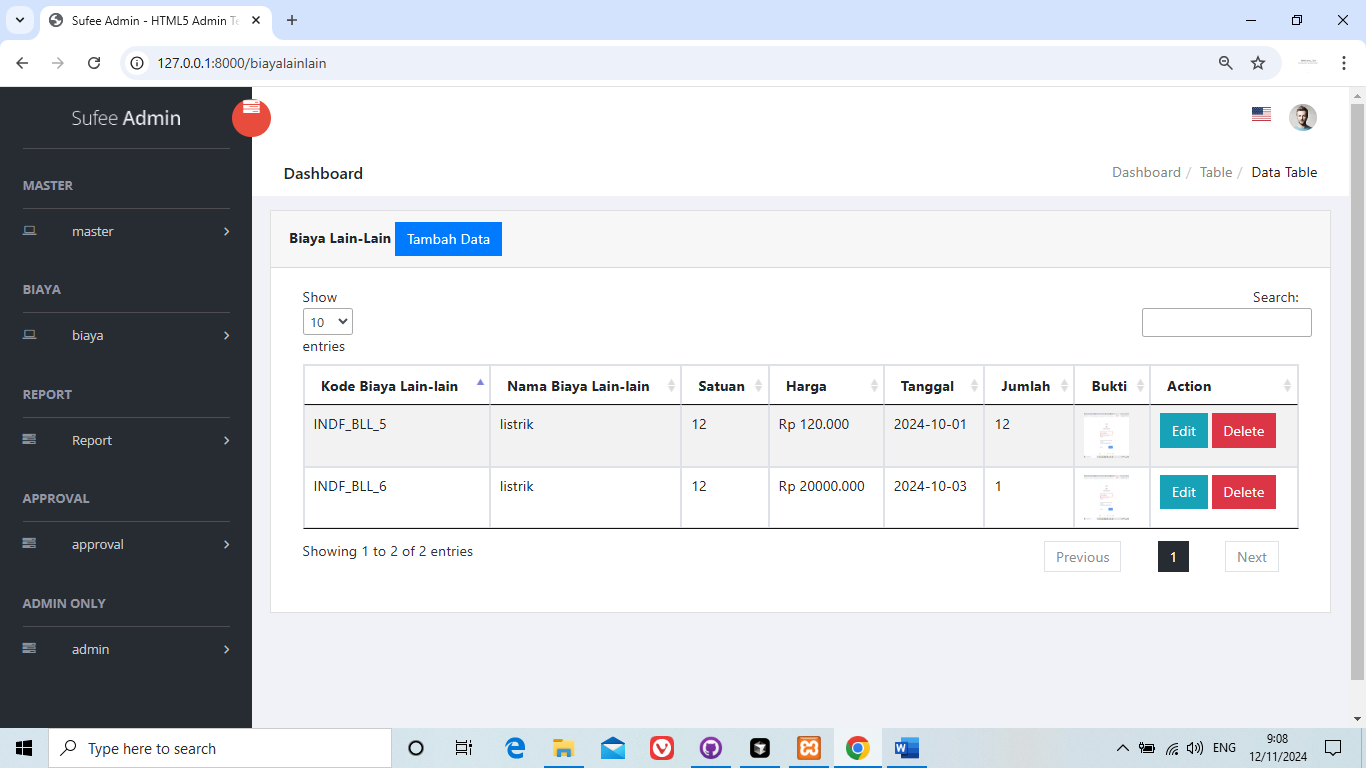 Sufee Admin - HTML5 Admin Te
127.0.0.1:8000/biayalainlain
Sufee Admin
MASTER
master
BIAYA
biaya
REPORT
Report
APPROVAL
approval
ADMIN ONLY
admin
Dashboard
Dashboard / Table / Data Table
Biaya Lain-Lain Tambah Data
Show
10
entries
Search:
Kode Biaya Lain-lain Nama Biaya Lain-lain Satuan Harga Tanggal Jumlah Bukti Action
INDF_BLL_5 listrik 12 Rp 120.000 2024-10-01 12 Edit Delete
INDF_BLL_6 listrik 12 Rp 20000.000 2024-10-03 1 Edit Delete
Showing 1 to 2 of 2 entries
Previous 1 Next
Type here to search
ENG
9:08
12/11/2024